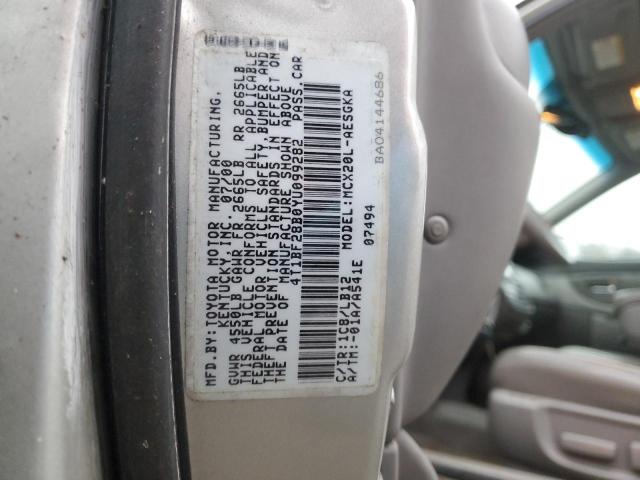 MFD.BY:TOYOTA MOTOR MANUFACTURING,
KENTUCKY, INC. 07/00
GVWR 4550LB GAWR FR 2665LB RR 2665LB
THIS VEHICLE CONFORMS TO ALL APPLICABLE
FEDERAL MOTOR VEHICLE SAFETY, BUMPER AND
THEFT PREVENTION STANDARDS IN EFFECT ON
THE DATE OF MANUFACTURE SHOWN ABOVE
4T1BF28B0YU099282 PASS.CAR
MODEL:MCX20L-AESGKA
BA04144686
07494
C/TR:1C8/LB12
A/TM:-01A/A541E